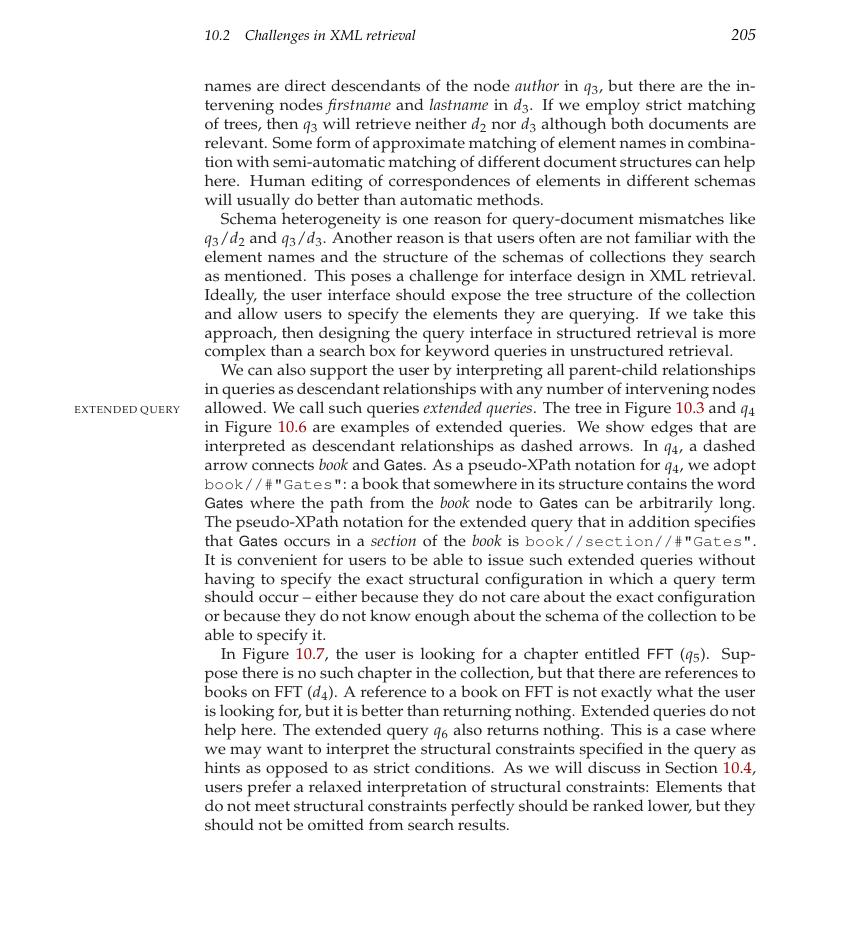 10.2 Challenges in XML retrieval 205
names are direct descendants of the node author in q3, but there are the in-
tervening nodes firstname and lastname in d3. If we employ strict matching
of trees, then q3 will retrieve neither d2 nor d3 although both documents are
relevant. Some form of approximate matching of element names in combina-
tion with semi-automatic matching of different document structures can help
here. Human editing of correspondences of elements in different schemas
will usually do better than automatic methods.
Schema heterogeneity is one reason for query-document mismatches like
q3/d2 and q3/d3. Another reason is that users often are not familiar with the
element names and the structure of the schemas of collections they search
as mentioned. This poses a challenge for interface design in XML retrieval.
Ideally, the user interface should expose the tree structure of the collection
and allow users to specify the elements they are querying. If we take this
approach, then designing the query interface in structured retrieval is more
complex than a search box for keyword queries in unstructured retrieval.
We can also support the user by interpreting all parent-child relationships
in queries as descendant relationships with any number of intervening nodes
EXTENDED QUERY allowed. We call such queries extended queries. The tree in Figure 10.3 and q4
in Figure 10.6 are examples of extended queries. We show edges that are
interpreted as descendant relationships as dashed arrows. In q4, a dashed
arrow connects book and Gates. As a pseudo-XPath notation for q4, we adopt
book//#"Gates": a book that somewhere in its structure contains the word
Gates where the path from the book node to Gates can be arbitrarily long.
The pseudo-XPath notation for the extended query that in addition specifies
that Gates occurs in a section of the book is book//section//#"Gates".
It is convenient for users to be able to issue such extended queries without
having to specify the exact structural configuration in which a query term
should occur – either because they do not care about the exact configuration
or because they do not know enough about the schema of the collection to be
able to specify it.
In Figure 10.7, the user is looking for a chapter entitled FFT (q5). Sup-
pose there is no such chapter in the collection, but that there are references to
books on FFT (d4). A reference to a book on FFT is not exactly what the user
is looking for, but it is better than returning nothing. Extended queries do not
help here. The extended query q6 also returns nothing. This is a case where
we may want to interpret the structural constraints specified in the query as
hints as opposed to as strict conditions. As we will discuss in Section 10.4,
users prefer a relaxed interpretation of structural constraints: Elements that
do not meet structural constraints perfectly should be ranked lower, but they
should not be omitted from search results.